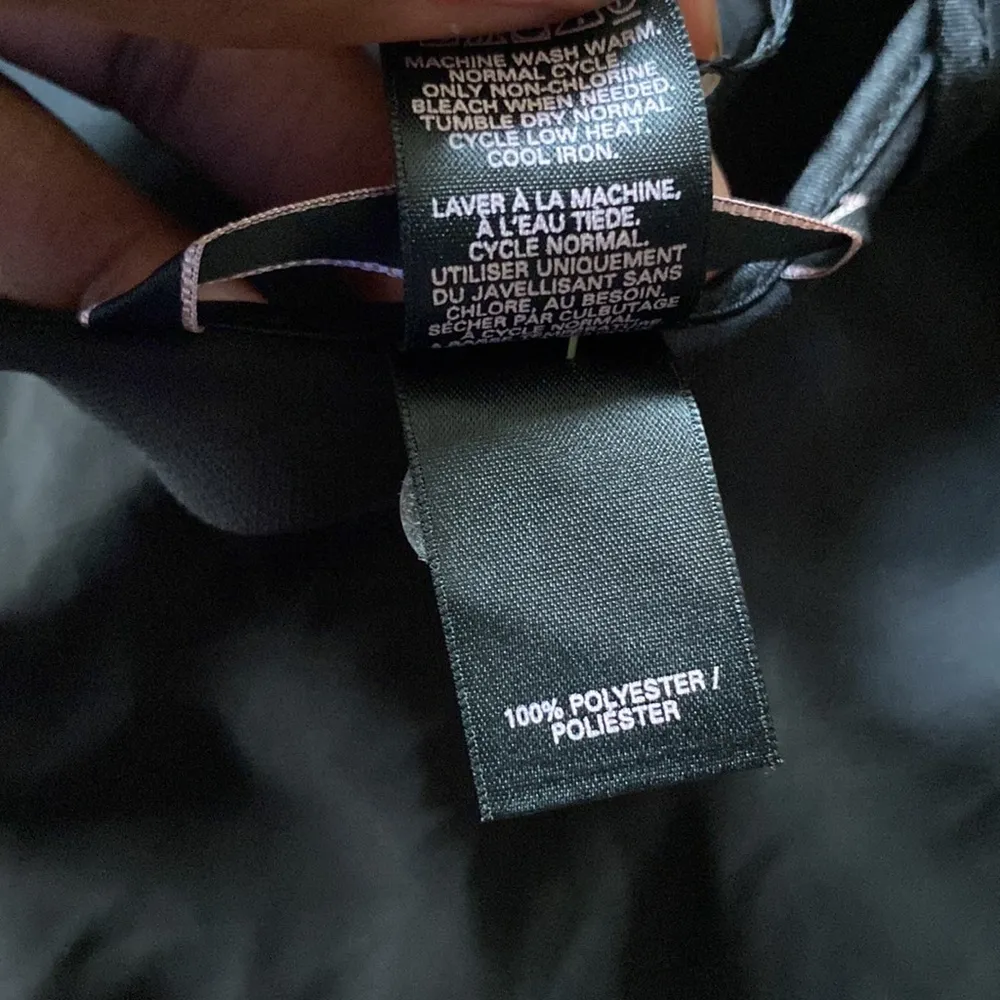 MACHINE WASH WARM.
NORMAL CYCLE.
ONLY NON-CHLORINE
BLEACH WHEN NEEDED.
TUMBLE DRY NORMAL
CYCLE LOW HEAT.
COOL IRON.
LAVER À LA MACHINE,
À L'EAU TIÈDE.
CYCLE NORMAL.
UTILISER UNIQUEMENT
DU JAVELLISANT SANS
CHLORE, AU BESOIN.
SÉCHER PAR CULBUTAGE
À CYCLE NORMAL
100% POLYESTER /
POLIÉSTER